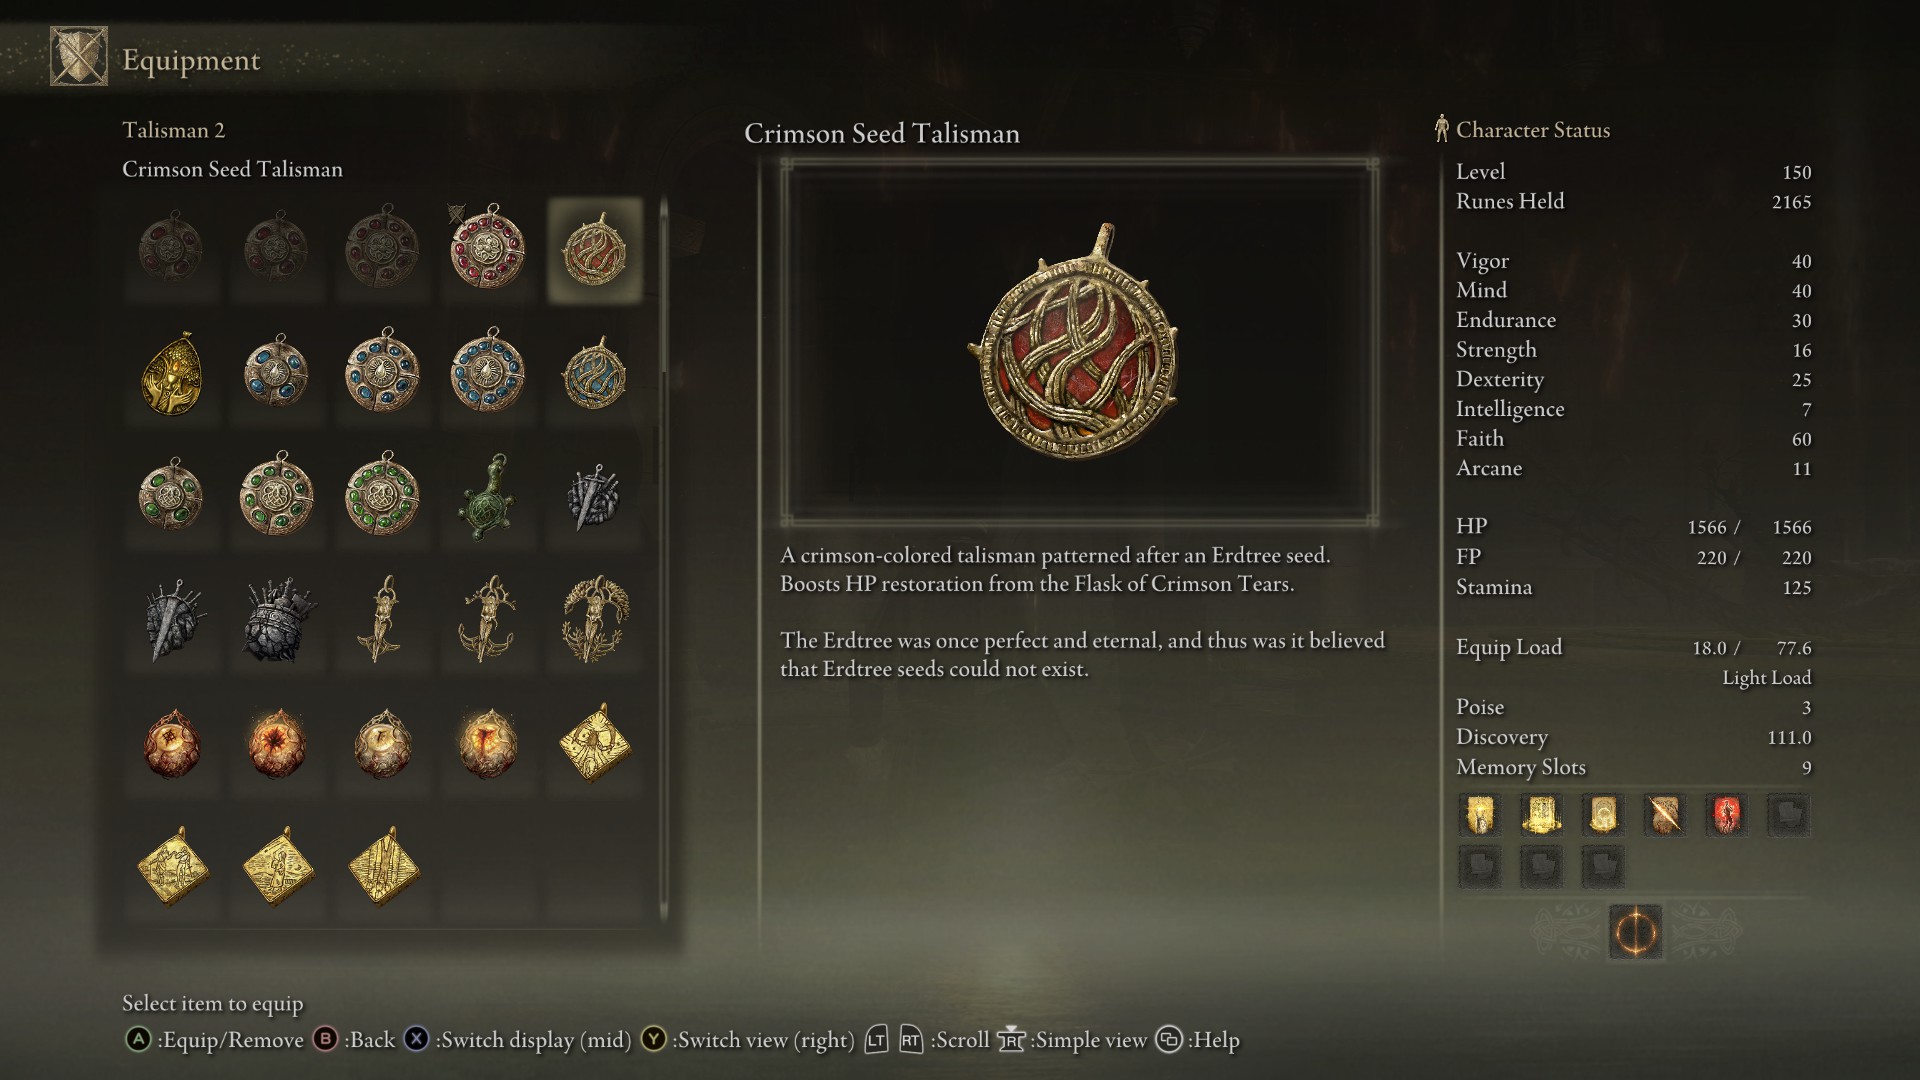 Equipment
Talisman 2
Crimson Seed Talisman
Crimson Seed Talisman
A crimson-colored talisman patterned after an Erdtree seed.
Boosts HP restoration from the Flask of Crimson Tears.
The Erdtree was once perfect and eternal, and thus was it believed
that Erdtree seeds could not exist.
Character Status
Level 150
Runes Held 2165
Vigor 40
Mind 40
Endurance 30
Strength 16
Dexterity 25
Intelligence 7
Faith 60
Arcane 11
HP 1566 / 1566
FP 220 / 220
Stamina 125
Equip Load 18.0 / 77.6
Light Load
Poise 3
Discovery 111.0
Memory Slots 9
Select item to equip
A :Equip/Remove B :Back X :Switch display (mid) Y :Switch view (right) LT RT :Scroll R :Simple view :Help